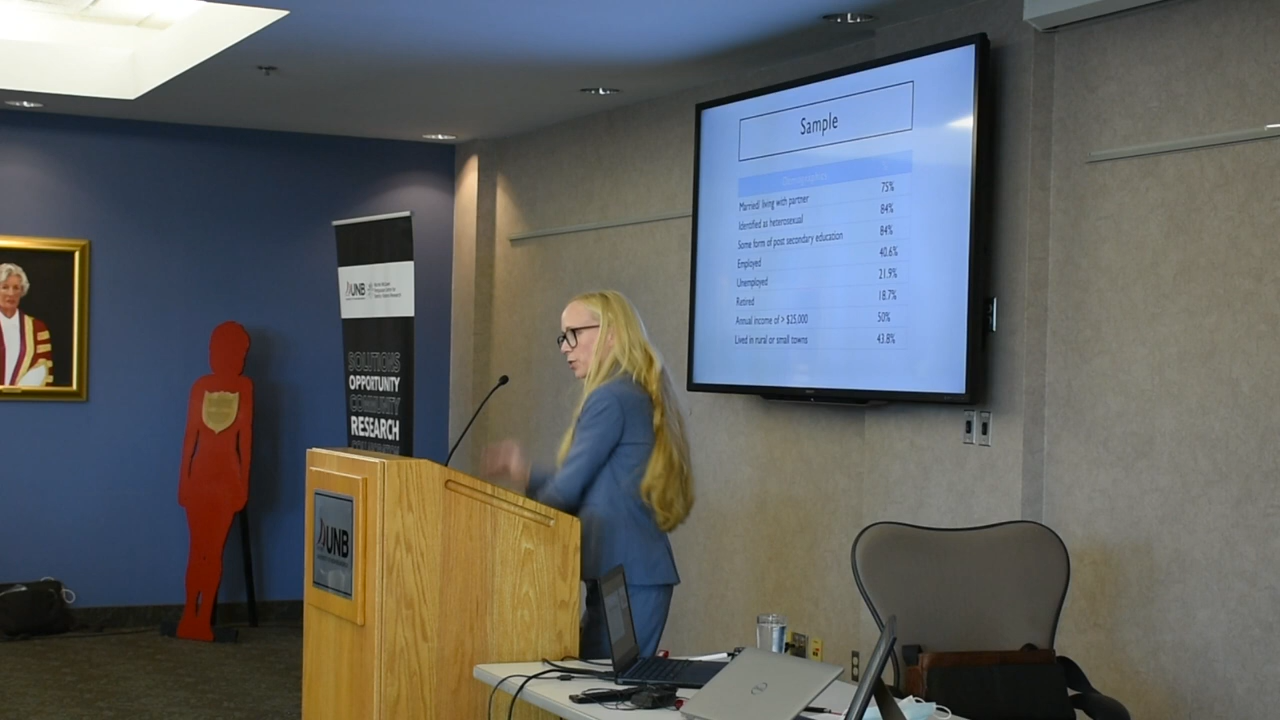 Sample
Demographics
Married/ living with partner 75%
Identified as heterosexual 84%
Some form of post secondary education 84%
Employed 40.6%
Unemployed 21.9%
Retired 18.7%
Annual income of > $25,000 50%
Lived in rural or small towns 43.8%
UNB
SOLUTIONS
OPPORTUNITY
COMMUNITY
RESEARCH
UNB
DELL